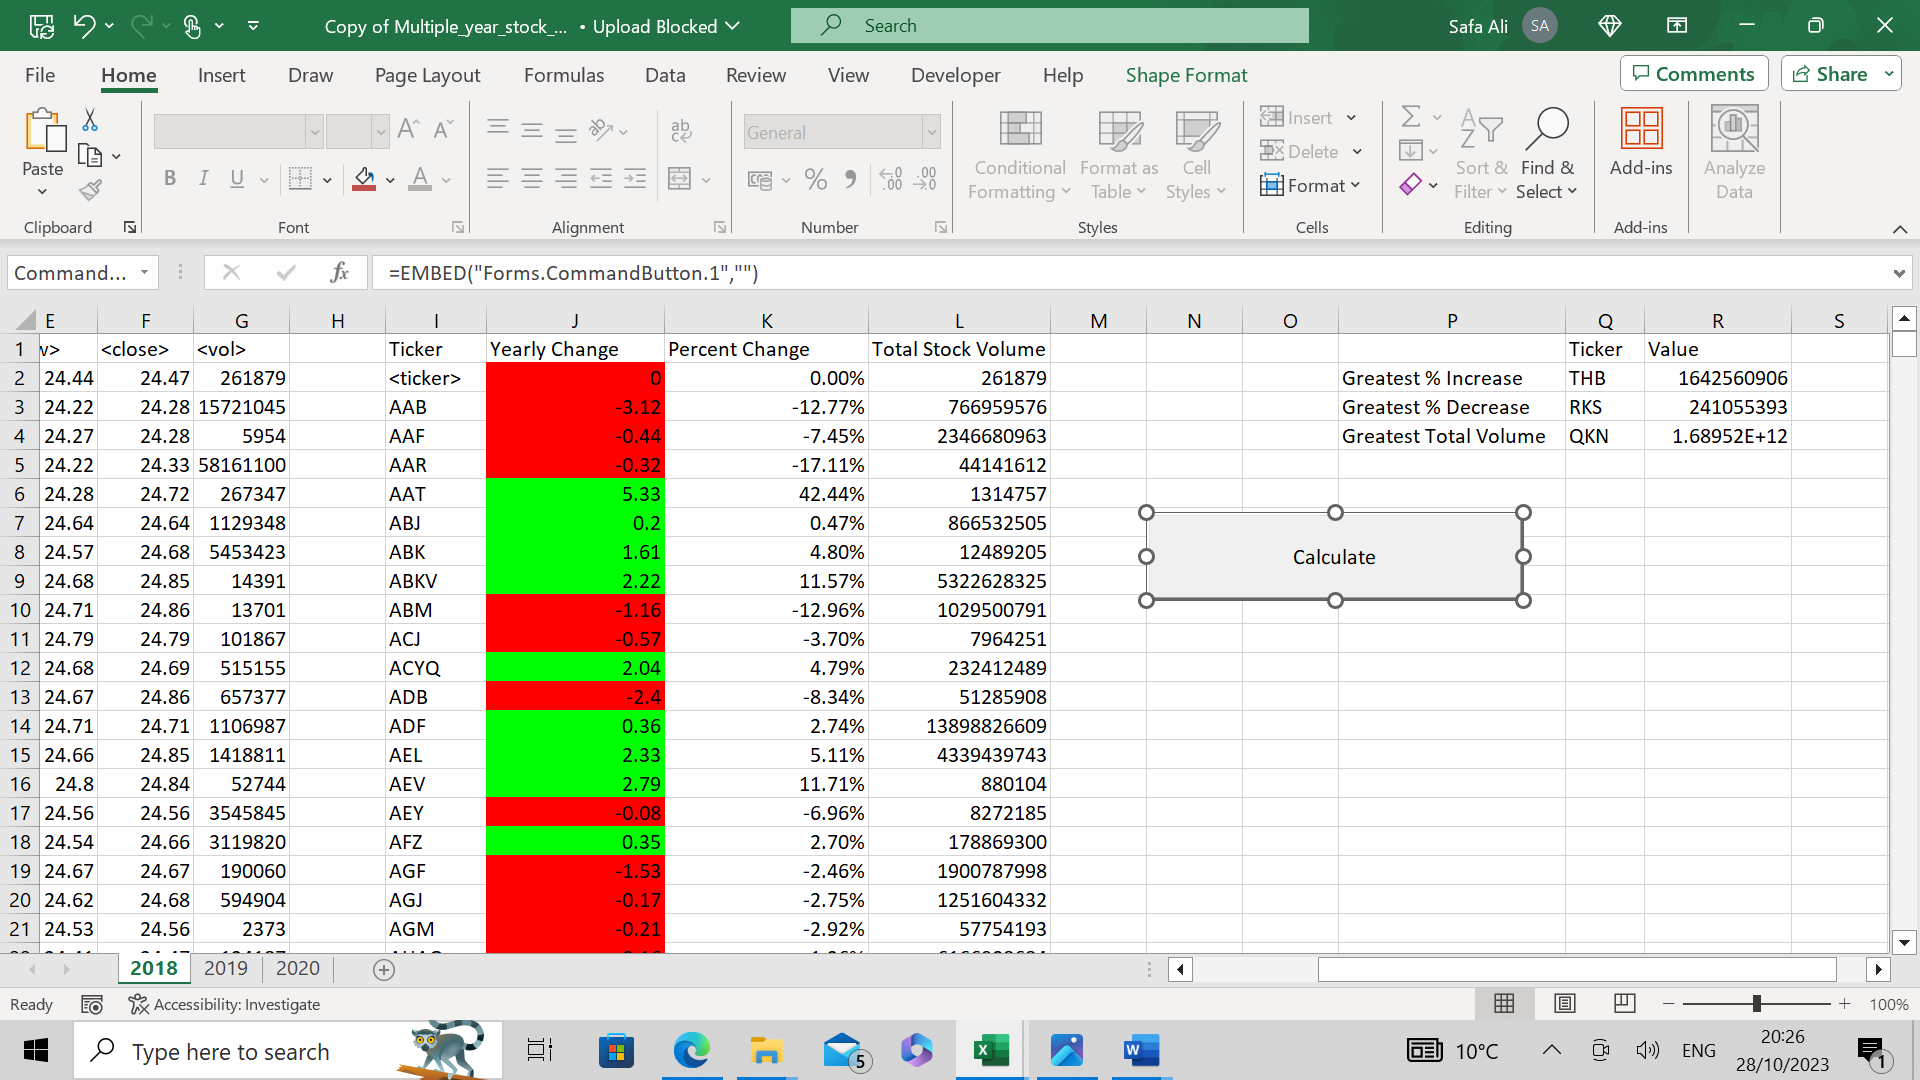 Copy of Multiple_year_stock_... • Upload Blocked
Search
Safa Ali
SA
File Home Insert Draw Page Layout Formulas Data Review View Developer Help Shape Format
Comments
Share
Paste
Clipboard
B I U A
Font
ab
Alignment
General
Number
Conditional Formatting
Format as Table
Cell Styles
Styles
Insert
Delete
Format
Cells
Sort & Filter
Find & Select
Editing
Add-ins
Add-ins
Analyze Data
Command...
fx
=EMBED("Forms.CommandButton.1","")
E F G H I J K L M N O P Q R S
1 <close> <vol> Ticker Yearly Change Percent Change Total Stock Volume Ticker Value
2 24.44 24.47 261879 <ticker> 0 0.00% 261879 Greatest % Increase THB 1642560906
3 24.22 24.28 15721045 AAB -3.12 -12.77% 766959576 Greatest % Decrease RKS 241055393
4 24.27 24.28 5954 AAF -0.44 -7.45% 2346680963 Greatest Total Volume QKN 1.68952E+12
5 24.22 24.33 58161100 AAR -0.32 -17.11% 44141612
6 24.28 24.72 267347 AAT 5.33 42.44% 1314757
7 24.64 24.64 1129348 ABJ 0.2 0.47% 866532505
8 24.57 24.68 5453423 ABK 1.61 4.80% 12489205
Calculate
9 24.68 24.85 14391 ABKV 2.22 11.57% 5322628325
10 24.71 24.86 13701 ABM -1.16 -12.96% 1029500791
11 24.79 24.79 101867 ACJ -0.57 -3.70% 7964251
12 24.68 24.69 515155 ACYQ 2.04 4.79% 232412489
13 24.67 24.86 657377 ADB -2.4 -8.34% 51285908
14 24.71 24.71 1106987 ADF 0.36 2.74% 13898826609
15 24.66 24.85 1418811 AEL 2.33 5.11% 4339439743
16 24.8 24.84 52744 AEV 2.79 11.71% 880104
17 24.56 24.56 3545845 AEY -0.08 -6.96% 8272185
18 24.54 24.66 3119820 AFZ 0.35 2.70% 178869300
19 24.67 24.67 190060 AGF -1.53 -2.46% 1900787998
20 24.62 24.68 594904 AGJ -0.17 -2.75% 1251604332
21 24.53 24.56 2373 AGM -0.21 -2.92% 57754193
2018 2019 2020
Ready
Accessibility: Investigate
100%
Type here to search
5
10°C
ENG
20:26
28/10/2023
1